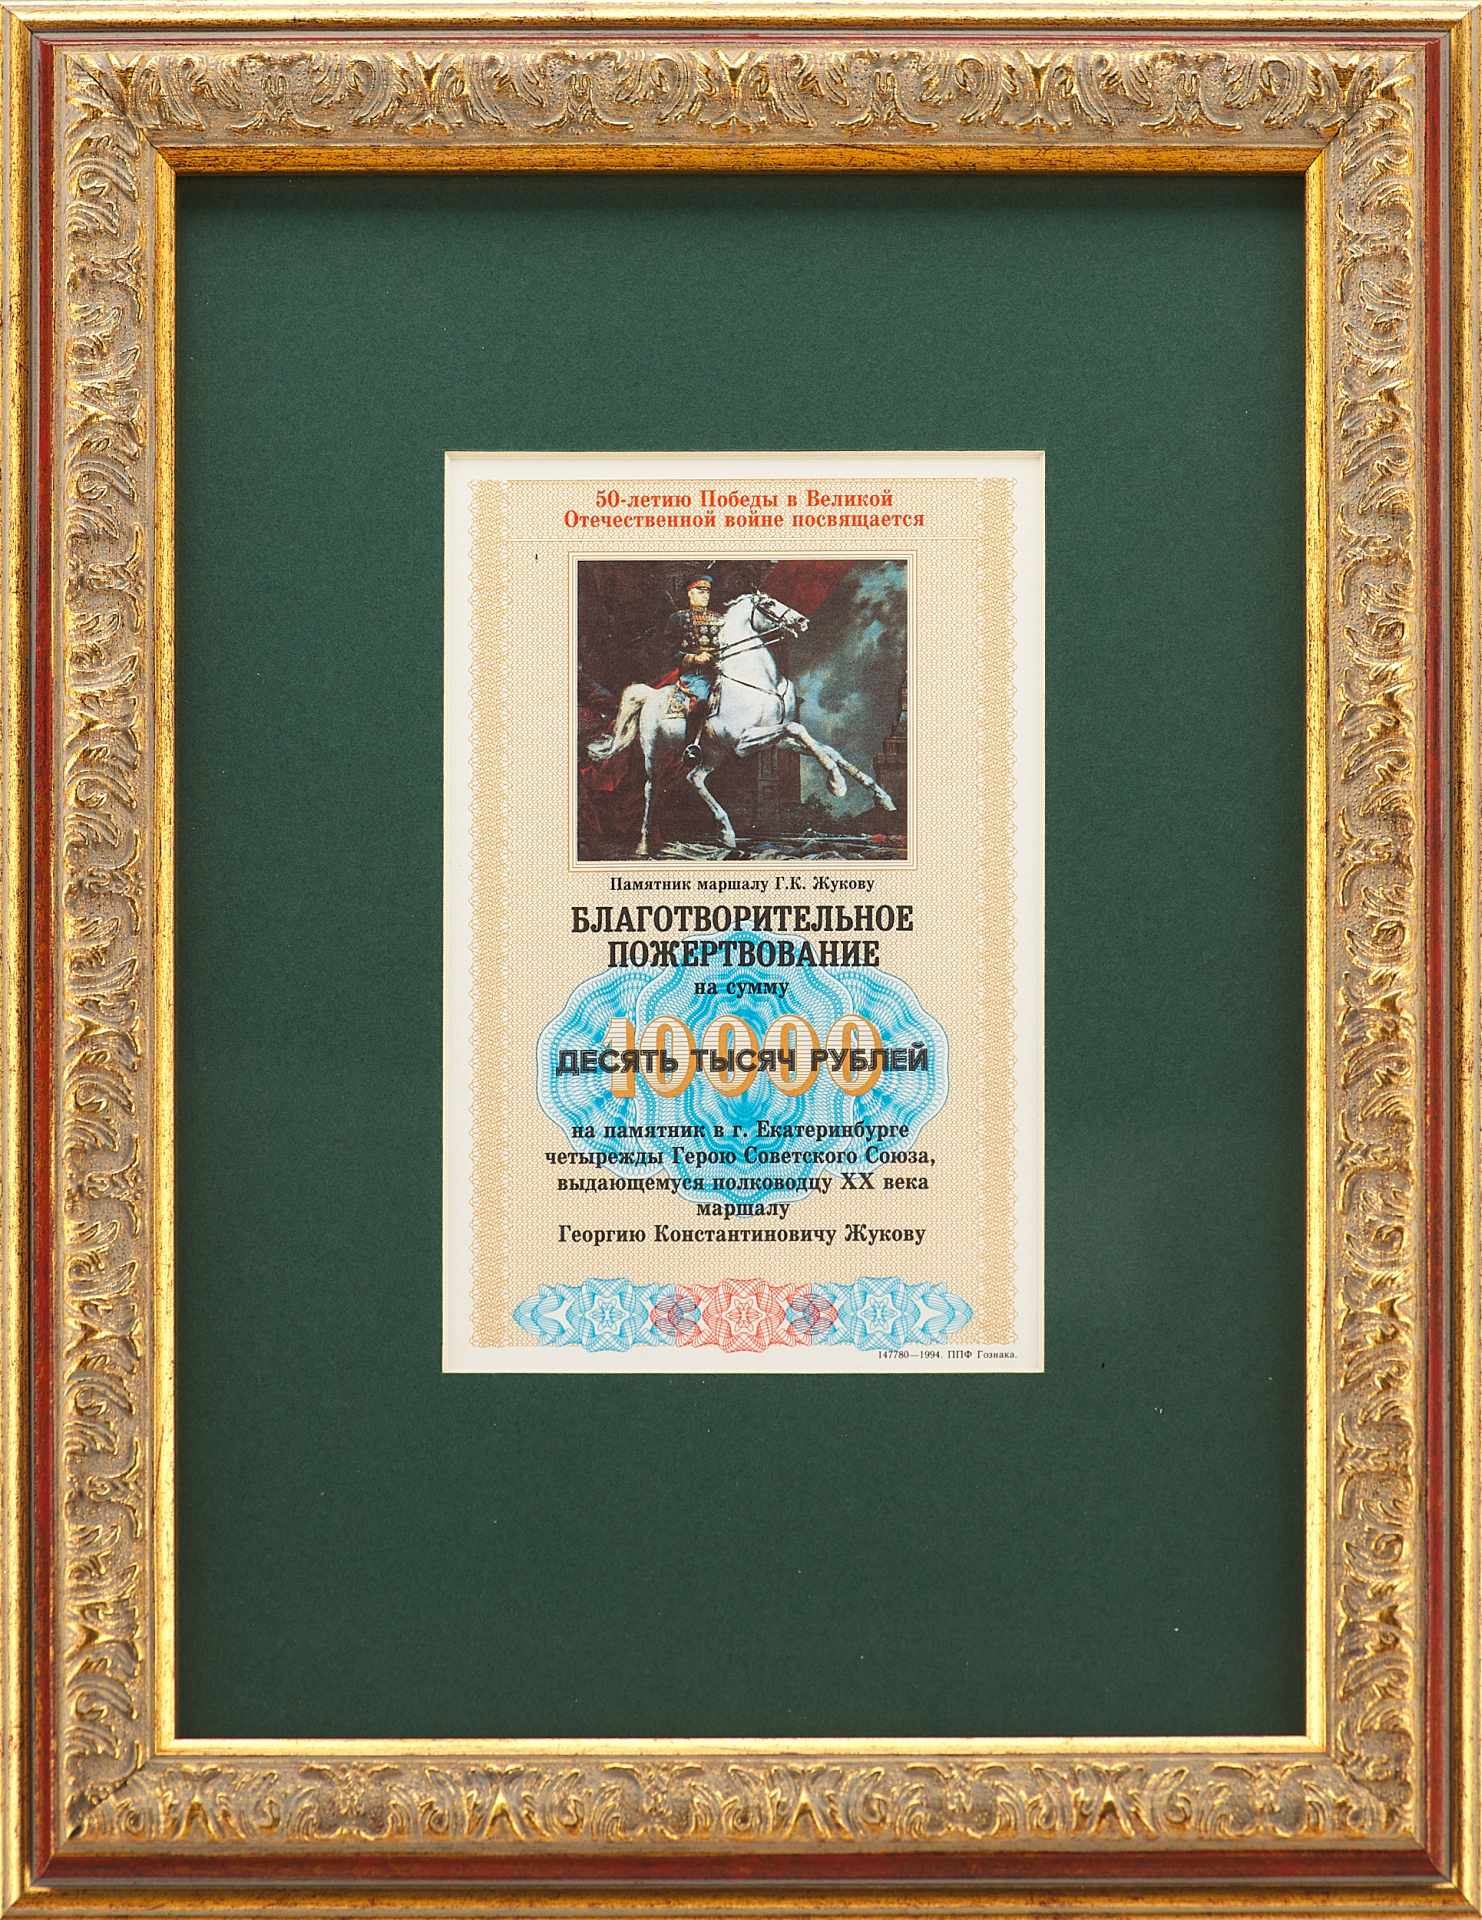 50-летию Победы в Великой
Отечественной войне посвящается
Памятник маршалу Г.К. Жукову
БЛАГОТВОРИТЕЛЬНОЕ
ПОЖЕРТВОВАНИЕ
на сумму
10000
ДЕСЯТЬ ТЫСЯЧ РУБЛЕЙ
на памятник в г. Екатеринбурге
четырежды Герою Советского Союза,
выдающемуся полководцу XX века
маршалу
Георгию Константиновичу Жукову
147780—1994. ППФ Гознака.